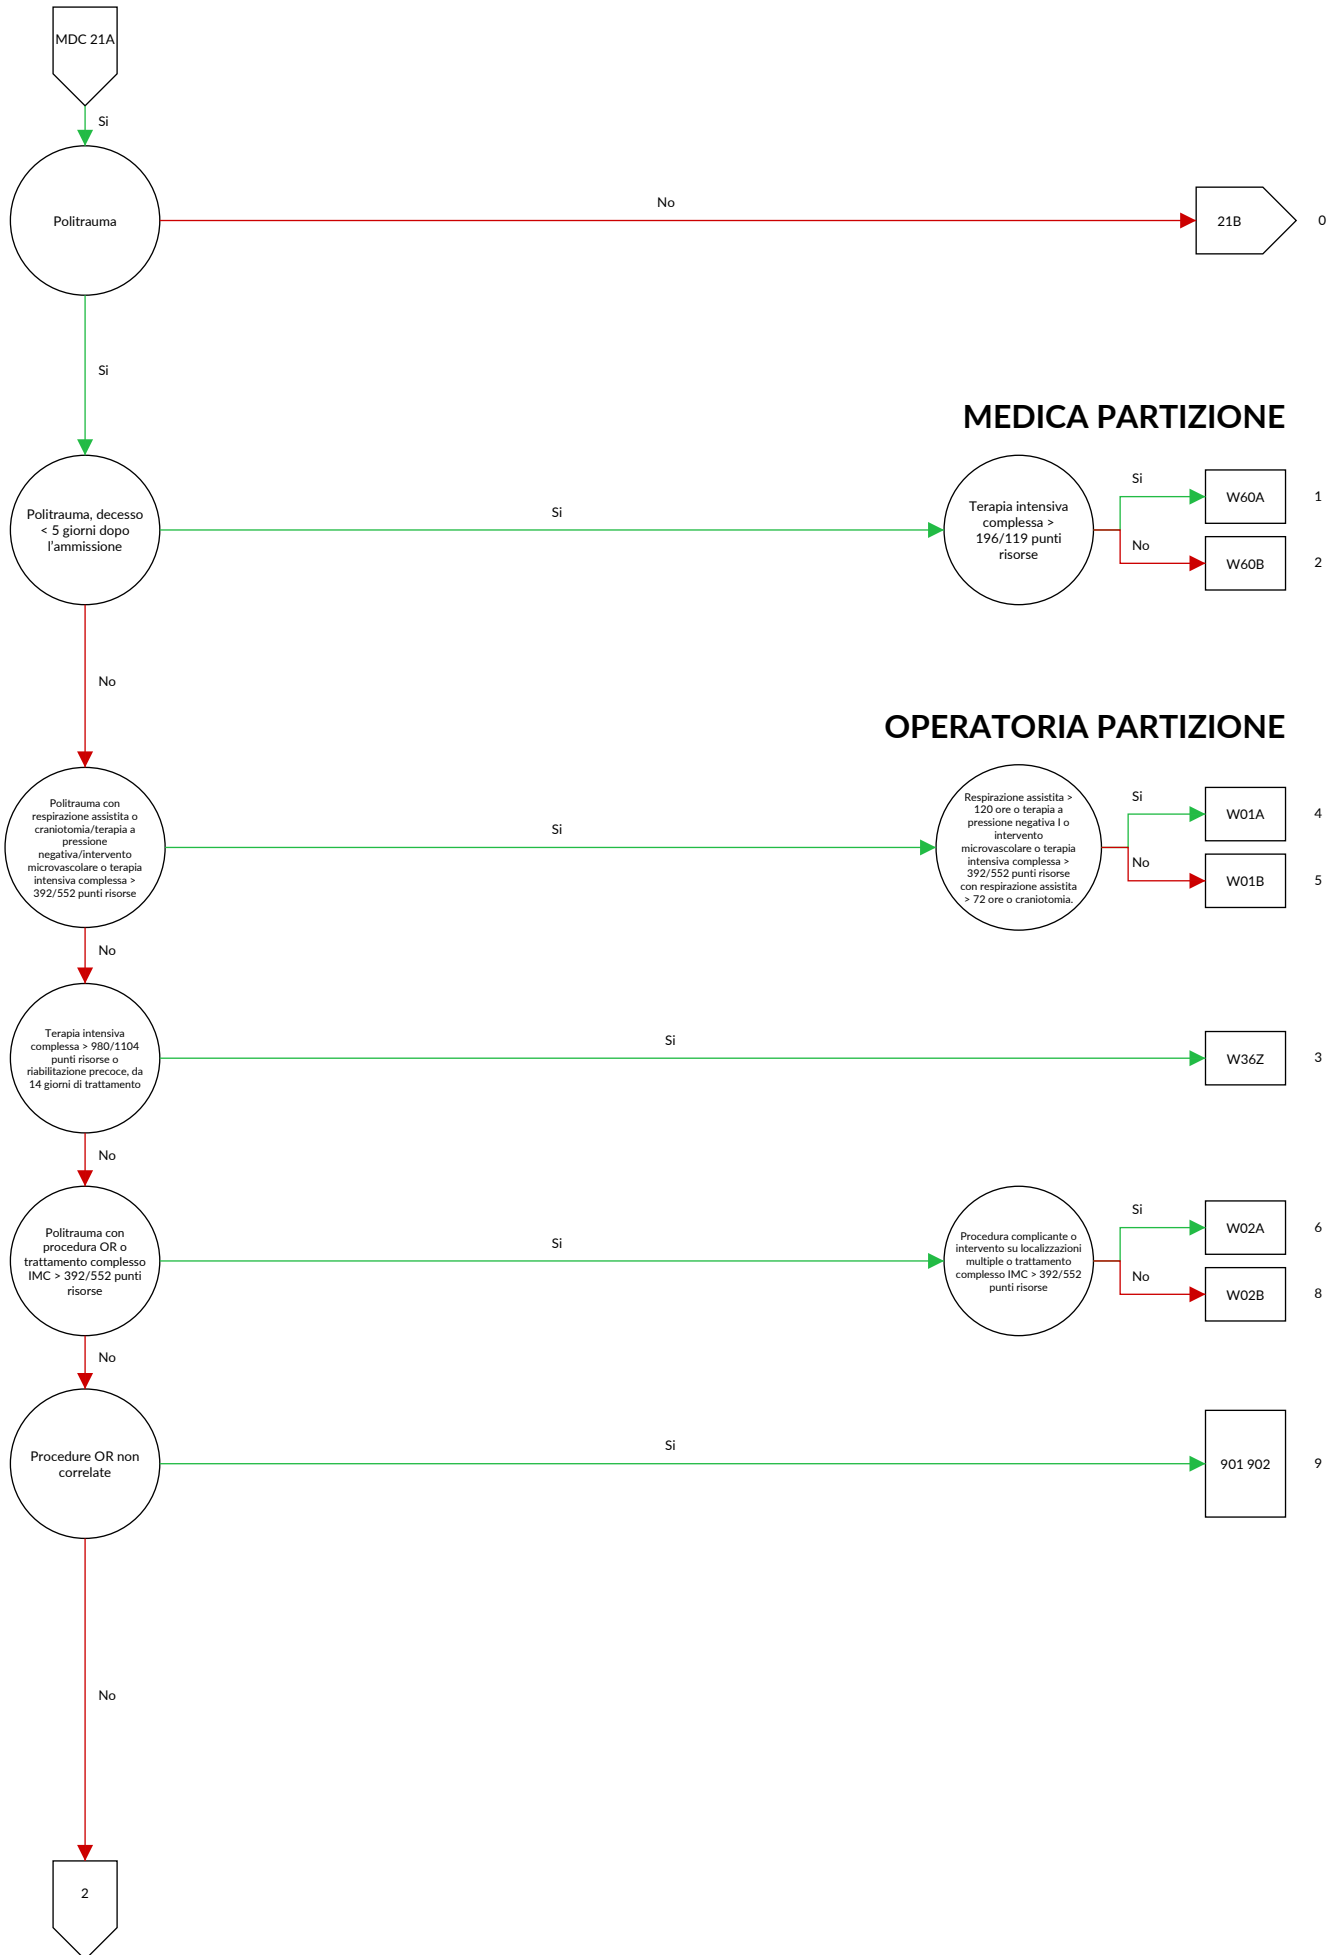 MDC 21A
Si
Politrauma
No
21B
0
Si
MEDICA PARTIZIONE
Politrauma, decesso
< 5 giorni dopo
l'ammissione
Si
Terapia intensiva
complessa >
196/119 punti
risorse
Si
W60A
1
No
W60B
2
No
OPERATORIA PARTIZIONE
Politrauma con
respirazione assistita o
craniotomia/terapia a
pressione
negativa/intervento
microvascolare o terapia
intensiva complessa >
392/552 punti risorse
Si
Respirazione assistita >
120 ore o terapia a
pressione negativa I o
intervento
microvascolare o terapia
intensiva complessa >
392/552 punti risorse
con respirazione assistita
> 72 ore o craniotomia.
Si
W01A
4
No
W01B
5
No
Terapia intensiva
complessa > 980/1104
punti risorse o
riabilitazione precoce, da
14 giorni di trattamento
Si
W36Z
3
No
Politrauma con
procedura OR o
trattamento complesso
IMC > 392/552 punti
risorse
Si
Procedura complicante o
intervento su localizzazioni
multiple o trattamento
complesso IMC > 392/552
punti risorse
Si
W02A
6
No
W02B
8
No
Procedure OR non
correlate
Si
901 902
9
No
2